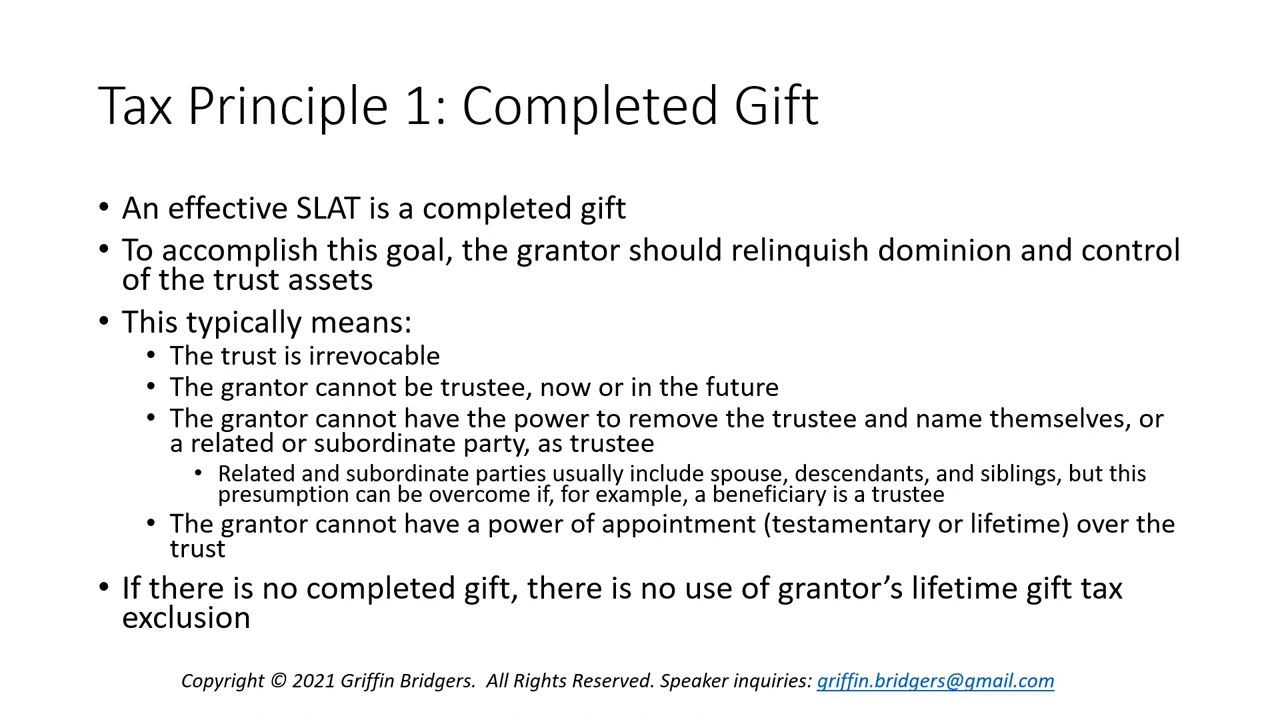 Tax Principle 1: Completed Gift
• An effective SLAT is a completed gift
• To accomplish this goal, the grantor should relinquish dominion and control
of the trust assets
• This typically means:
• The trust is irrevocable
• The grantor cannot be trustee, now or in the future
• The grantor cannot have the power to remove the trustee and name themselves, or
a related or subordinate party, as trustee
• Related and subordinate parties usually include spouse, descendants, and siblings, but this
presumption can be overcome if, for example, a beneficiary is a trustee
• The grantor cannot have a power of appointment (testamentary or lifetime) over the
trust
• If there is no completed gift, there is no use of grantor’s lifetime gift tax
exclusion
Copyright © 2021 Griffin Bridgers.  All Rights Reserved. Speaker inquiries: griffin.bridgers@gmail.com